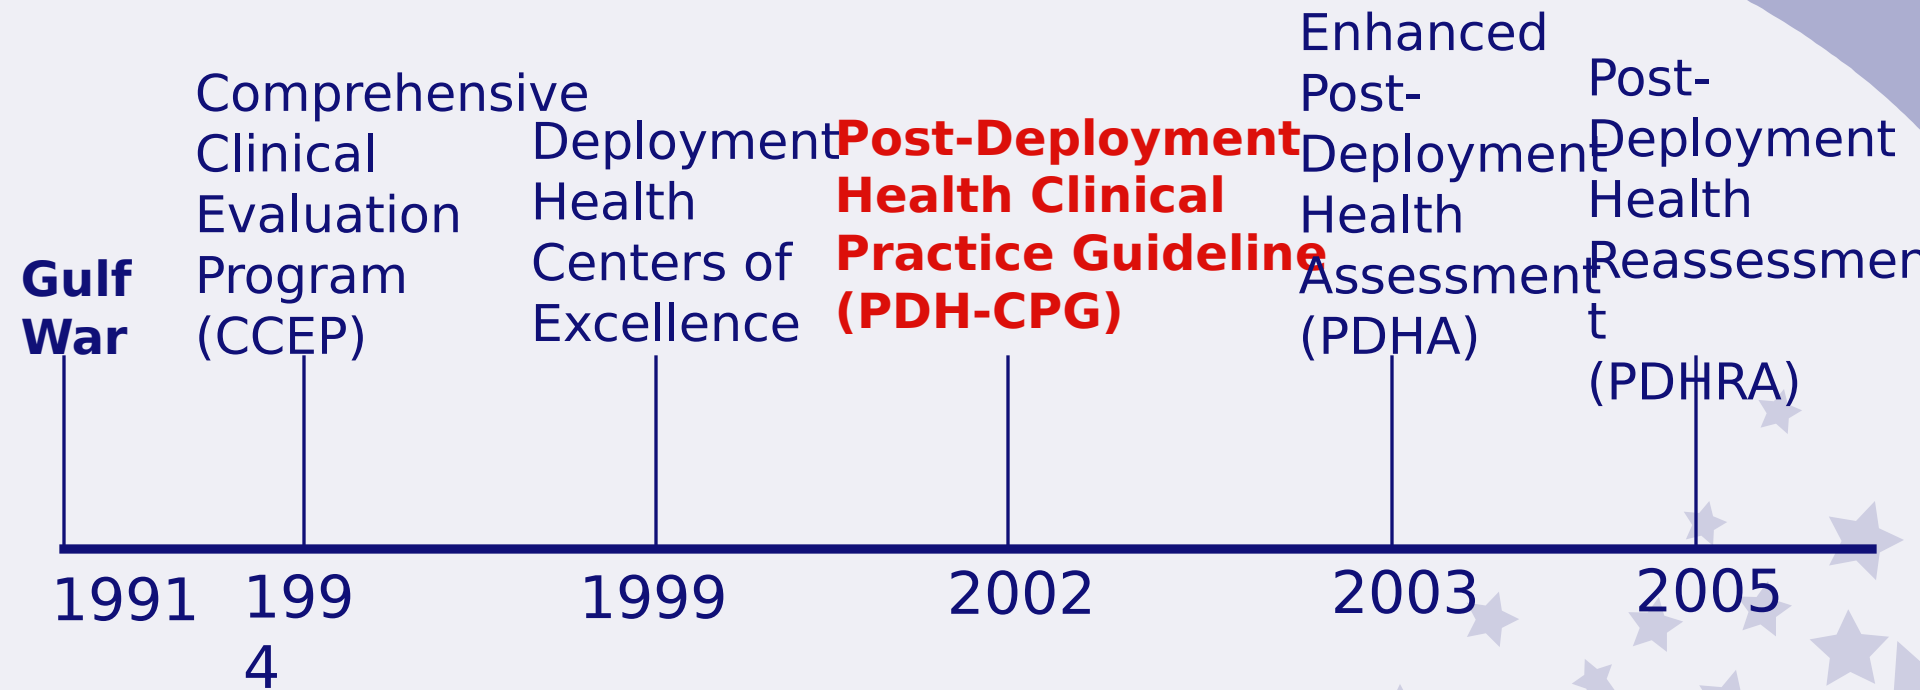 Gulf
War
Comprehensive
Clinical
Evaluation
Program
(CCEP)
Deployment
Health
Centers of
Excellence
Post-Deployment
Health Clinical
Practice Guideline
(PDH-CPG)
Enhanced
Post-
Deployment
Health
Assessment
(PDHA)
Post-
Deployment
Health
Reassessmen
t
(PDHRA)
1991
199
4
1999
2002
2003
2005